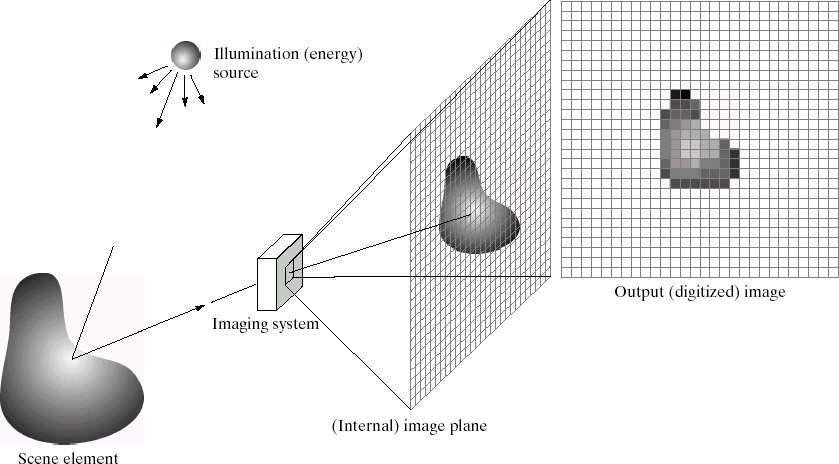 Illumination (energy)
source
Output (digitized) image
Imaging system
(Internal) image plane
Scene element